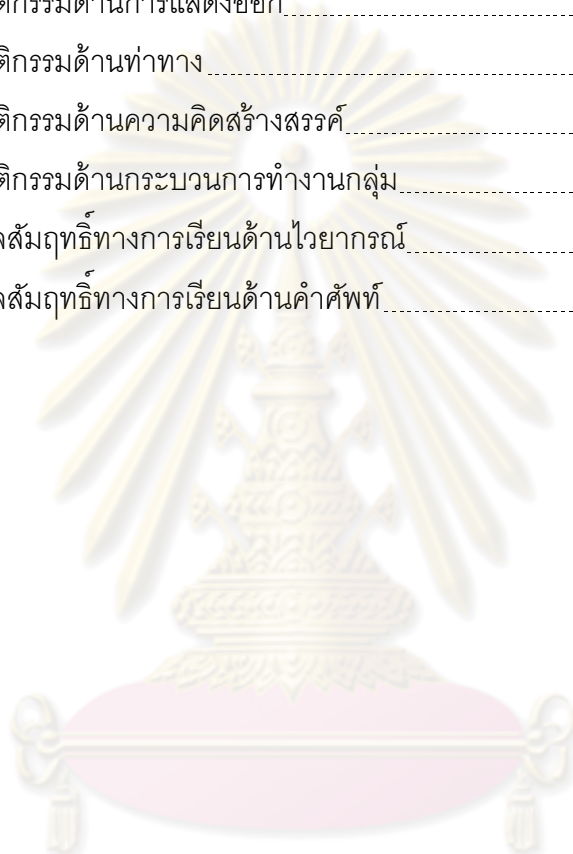 ติกรรมด้านการแสดงออก
ติกรรมด้านท่าทาง
ติกรรมด้านความคิดสร้างสรรค์
ติกรรมด้านกระบวนการทำงานกลุ่ม
ลสัมฤทธิ์ทางการเรียนด้านไวยากรณ์
ลสัมฤทธิ์ทางการเรียนด้านคำศัพท์